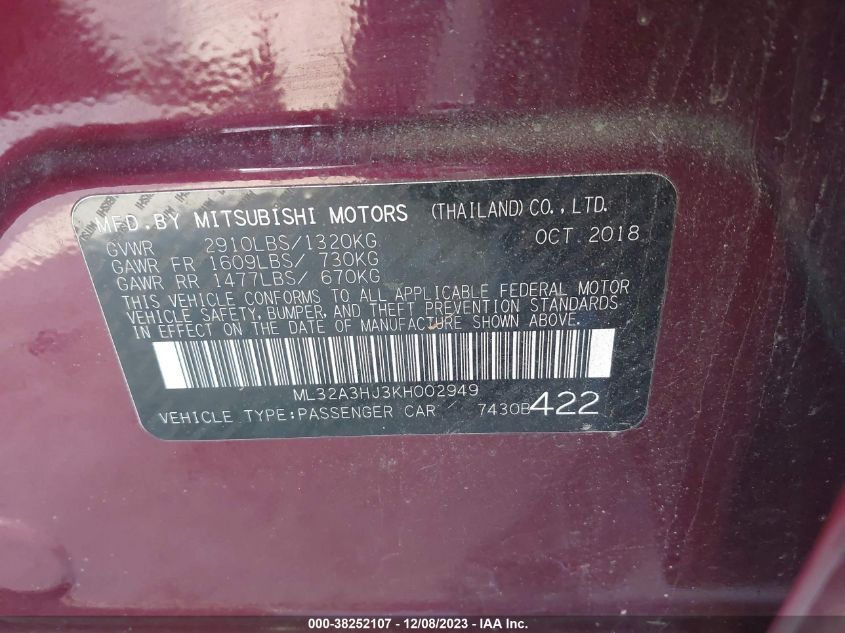 MFD.BY MITSUBISHI MOTORS (THAILAND)CO.,LTD.
GVWR 2910LBS/1320KG OCT.2018
GAWR FR 1609LBS/ 730KG
GAWR RR 1477LBS/ 670KG
THIS VEHICLE CONFORMS TO ALL APPLICABLE FEDERAL MOTOR
VEHICLE SAFETY, BUMPER, AND THEFT PREVENTION STANDARDS
IN EFFECT ON THE DATE OF MANUFACTURE SHOWN ABOVE.
ML32A3HJ3KH002949
VEHICLE TYPE:PASSENGER CAR 7430B422
000-38252107 - 12/08/2023 - IAA Inc.